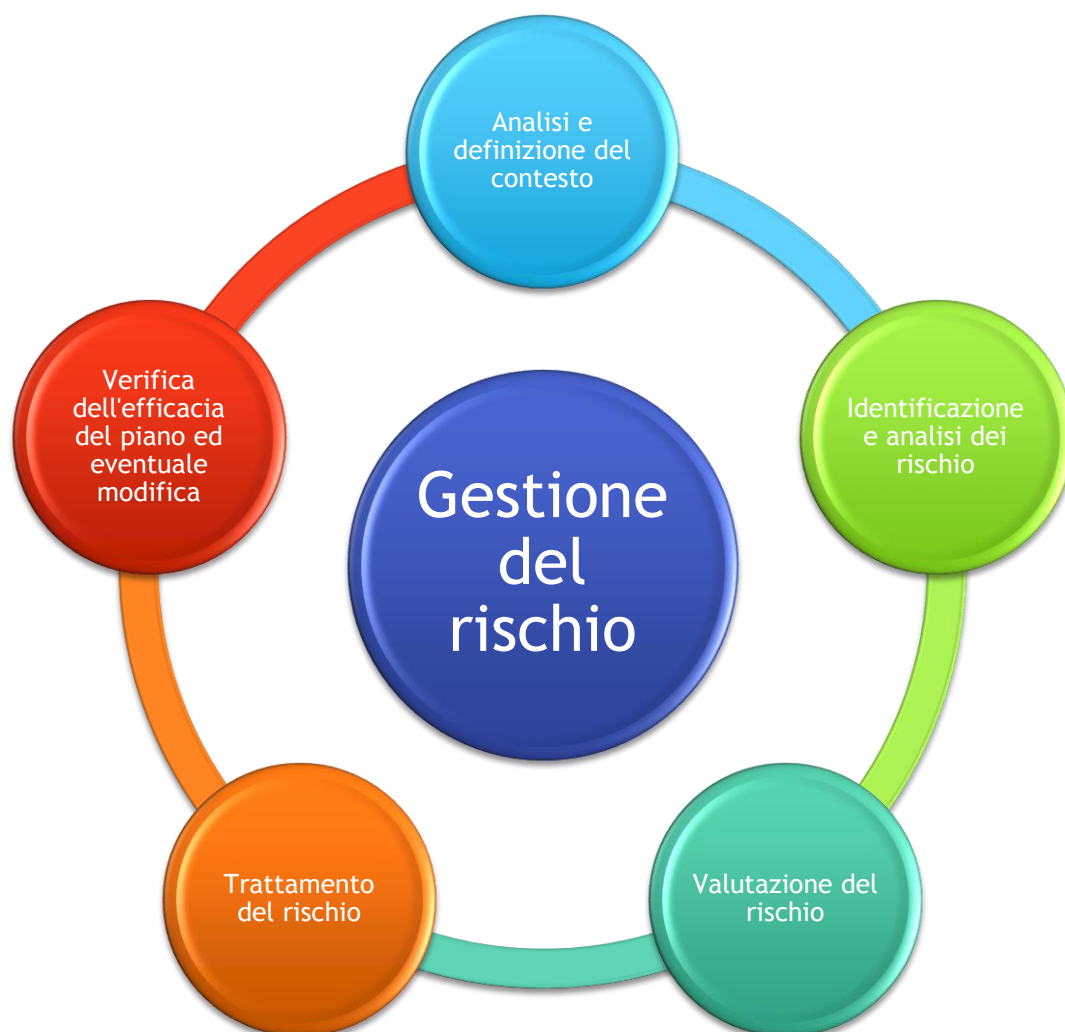 Analisi e
definizione del
contesto
Identificazione
e analisi dei
rischio
Valutazione del
rischio
Trattamento
del rischio
Verifica
dell'efficacia
del piano ed
eventuale
modifica
Gestione
del
rischio